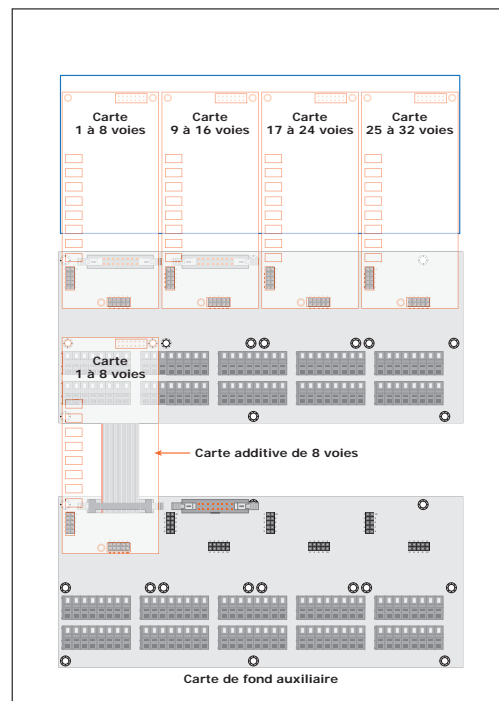 Carte
1 à 8 voies
Carte
9 à 16 voies
Carte
17 à 24 voies
Carte
25 à 32 voies
Carte
1 à 8 voies
Carte additive de 8 voies
Carte de fond auxiliaire